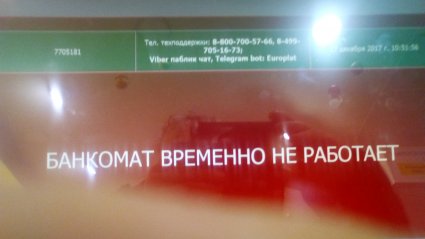 7705181
Тел. техподдержки: 8-800-700-57-66, 8-499-
705-16-73;
Viber паблик чат, Telegram bot: Europlat
декабря 2017 г. 10:51:56
БАНКОМАТ ВРЕМЕННО НЕ РАБОТАЕТ